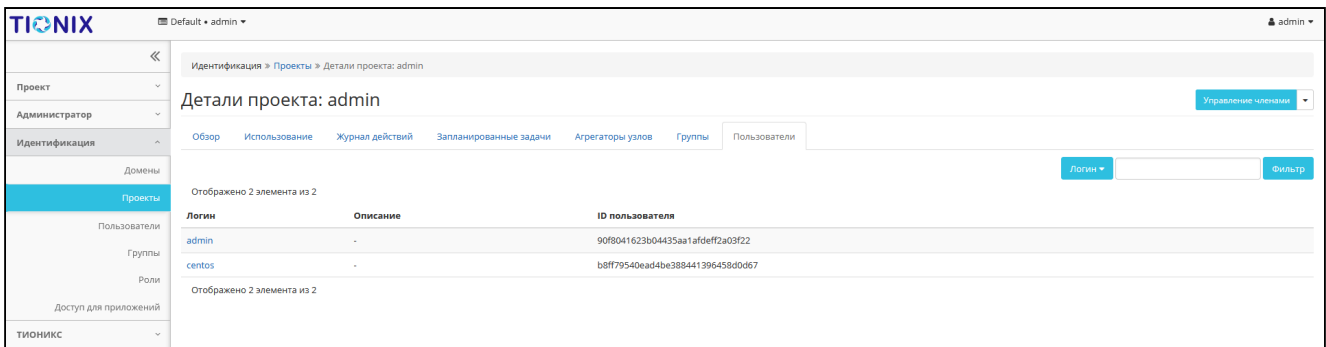 TIONIX
Default • admin
admin
Идентификация » Проекты » Детали проекта: admin
Проект
Администратор
Идентификация
Домены
Проекты
Пользователи
Группы
Роли
Доступ для приложений
ТИОНИКС
Детали проекта: admin
Управление членами
Обзор Использование Журнал действий Запланированные задачи Агрегаторы узлов Группы Пользователи
Логин Фильтр
Отображено 2 элемента из 2
Логин Описание ID пользователя
admin - 90f8041623b04435aa1afdeff2a03f22
centos - b8ff79540ead4be388441396458d0d67
Отображено 2 элемента из 2